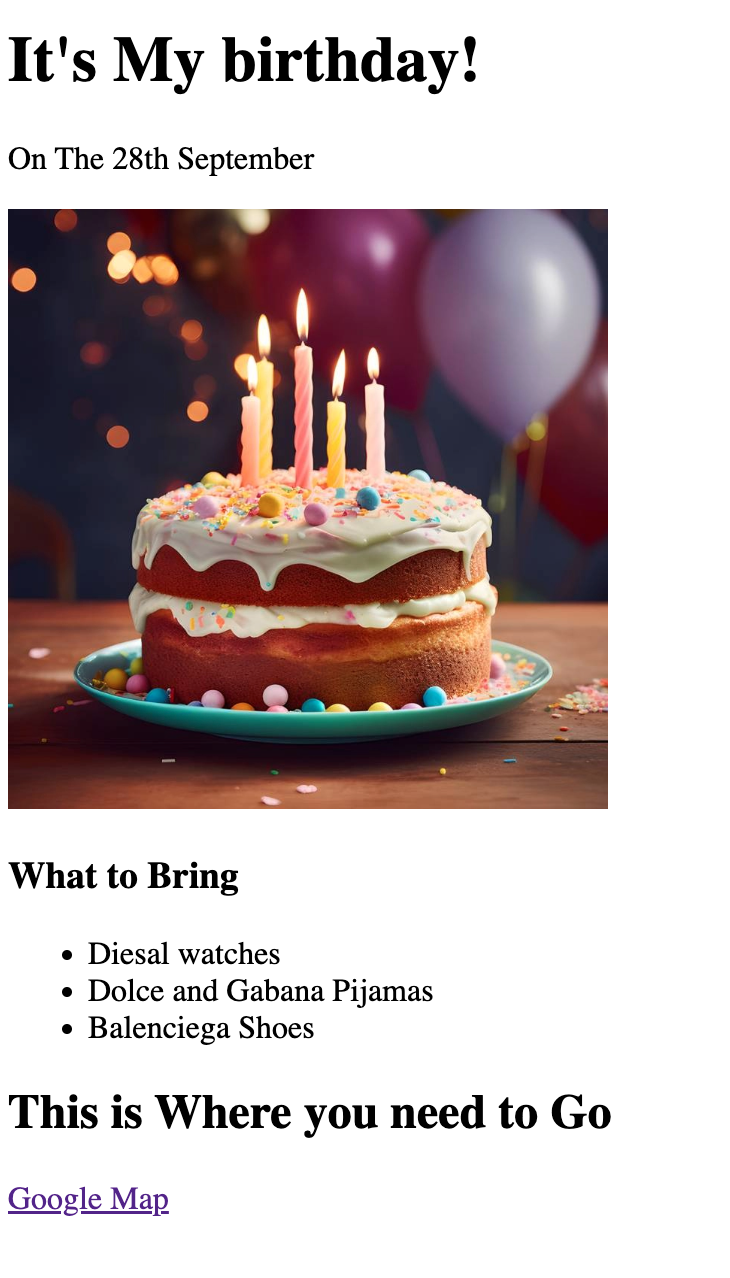 It's My birthday!
On The 28th September
What to Bring
Diesal watches
Dolce and Gabana Pijamas
Balenciega Shoes
This is Where you need to Go
Google Map